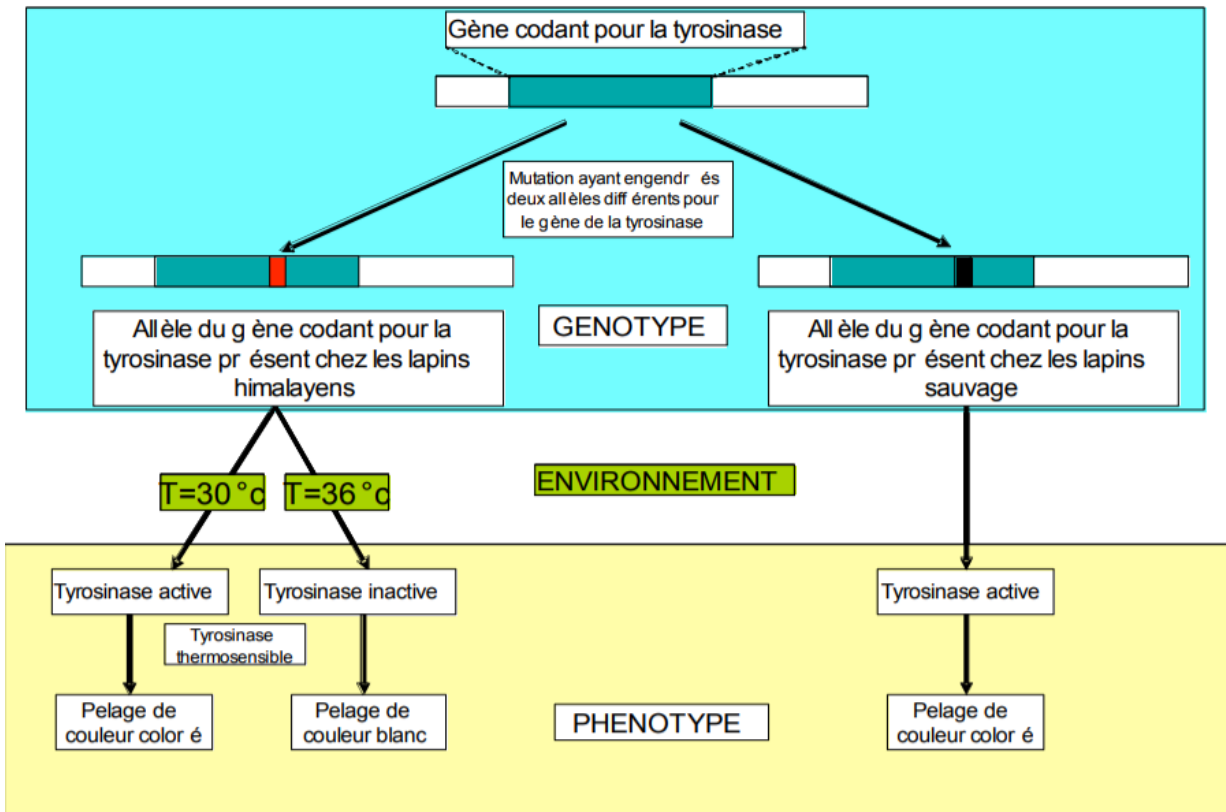 Gène codant pour la tyrosinase
Mutation ayant engendr és
deux allèles diff érents pour
le gène de la tyrosinase
All èle du g ène codant pour la
tyrosinase pr ésent chez les lapins
himalayens
GENOTYPE
All èle du g ène codant pour la
tyrosinase pr ésent chez les lapins
sauvage
T=30 °c
T=36 °c
ENVIRONNEMENT
Tyrosinase active
Tyrosinase inactive
Tyrosinase active
Tyrosinase
thermosensible
Pelage de
couleur color é
Pelage de
couleur blanc
PHENOTYPE
Pelage de
couleur color é